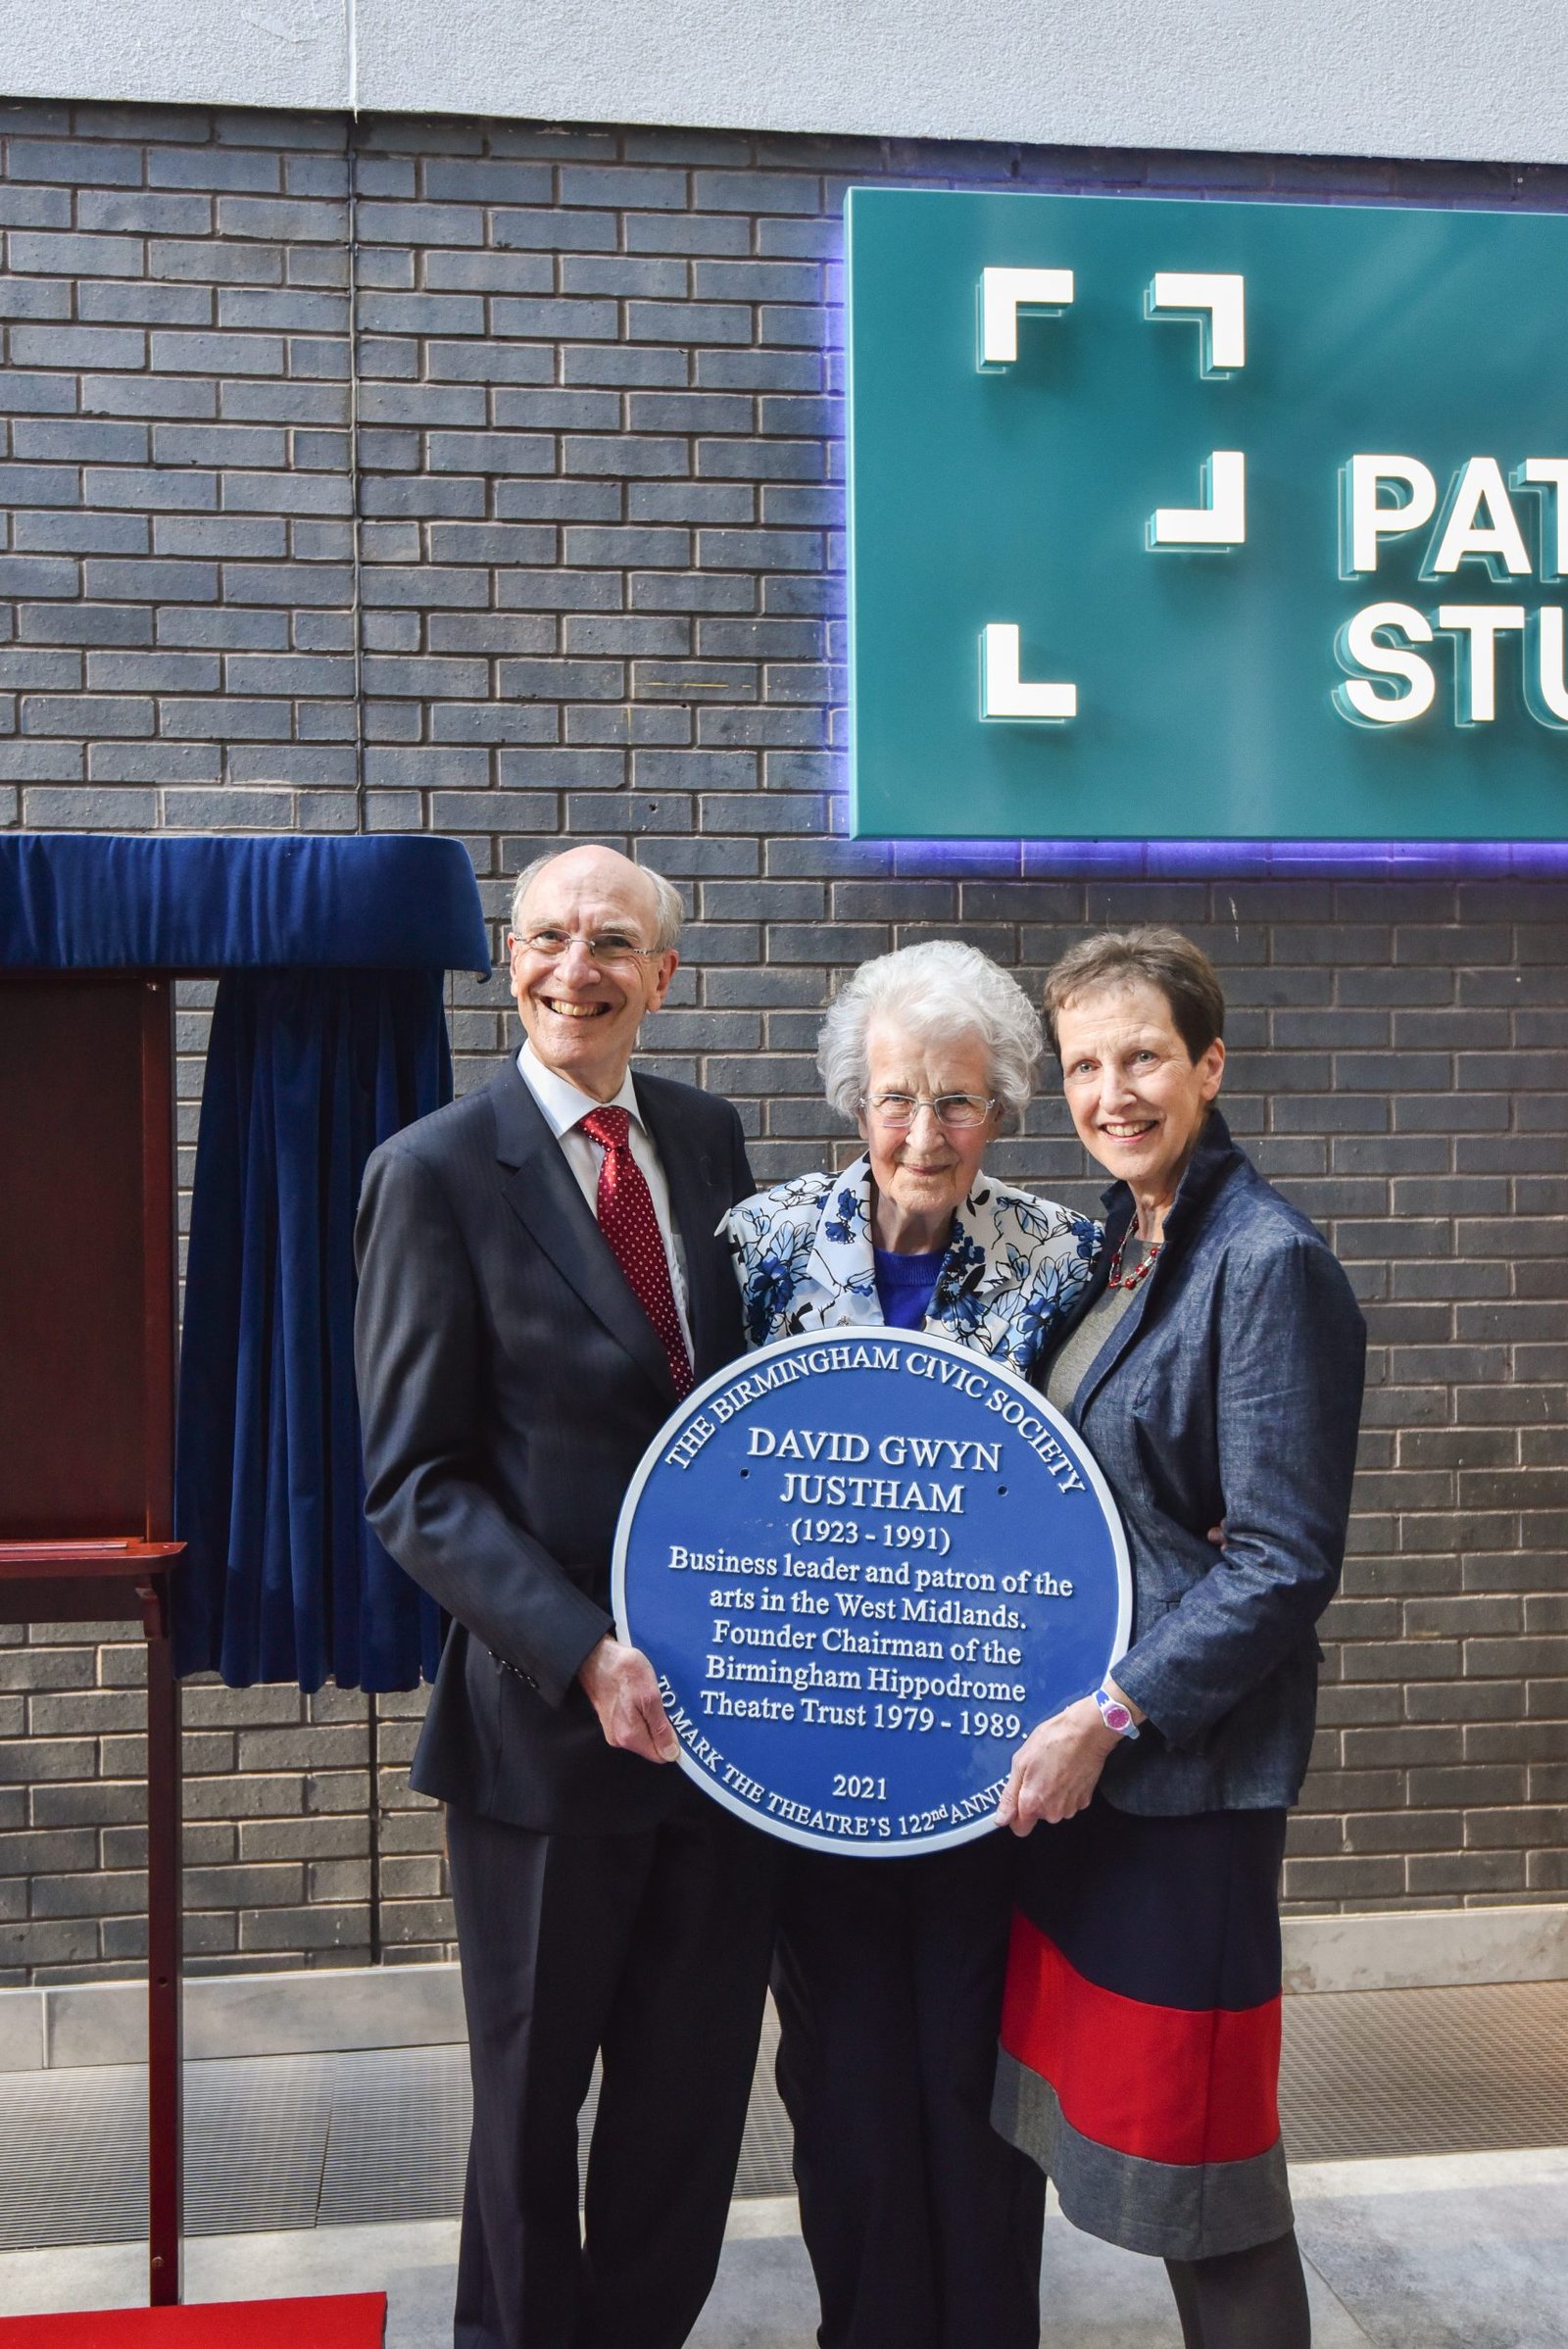 PAT
STU
THE BIRMINGHAM CIVIC SOCIETY
DAVID GWYN
JUSTHAM
(1923 - 1991)
Business leader and patron of the
arts in the West Midlands.
Founder Chairman of the
Birmingham Hippodrome
Theatre Trust 1979 - 1989.
2021
TO MARK THE THEATRE'S 122nd ANNI